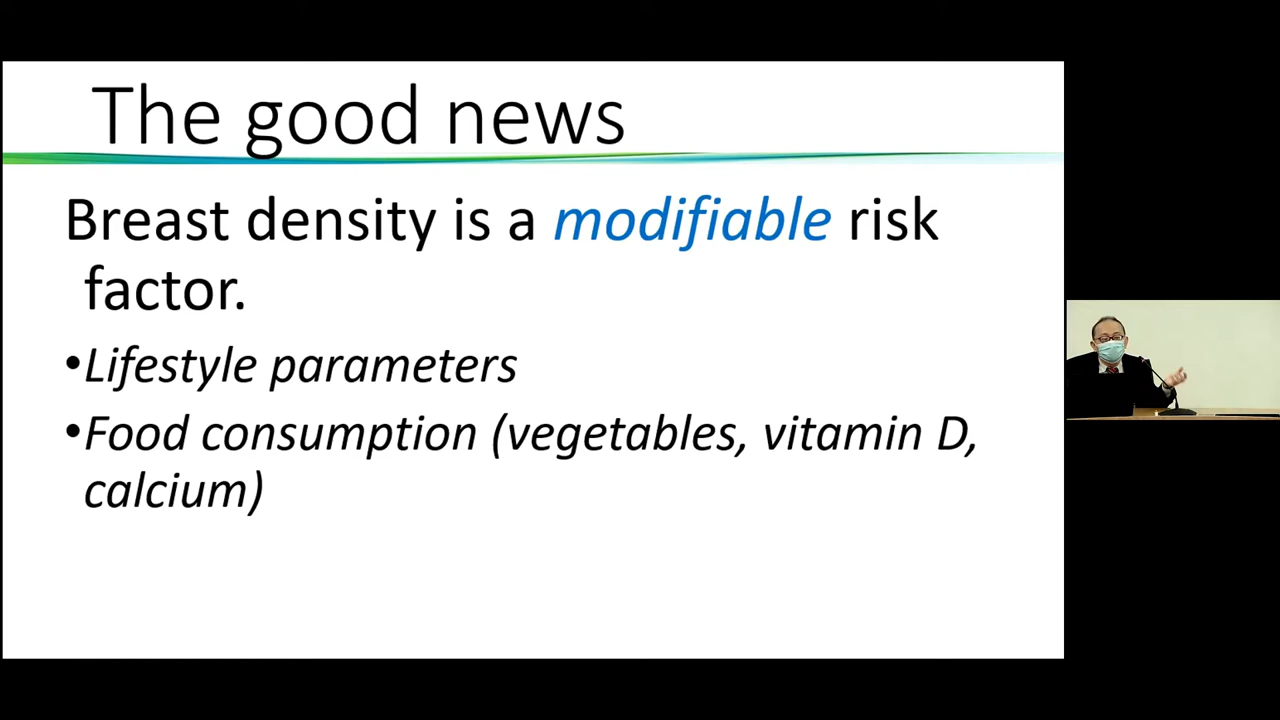 The good news
Breast density is a modifiable risk
factor.
•Lifestyle parameters
•Food consumption (vegetables, vitamin D,
calcium)